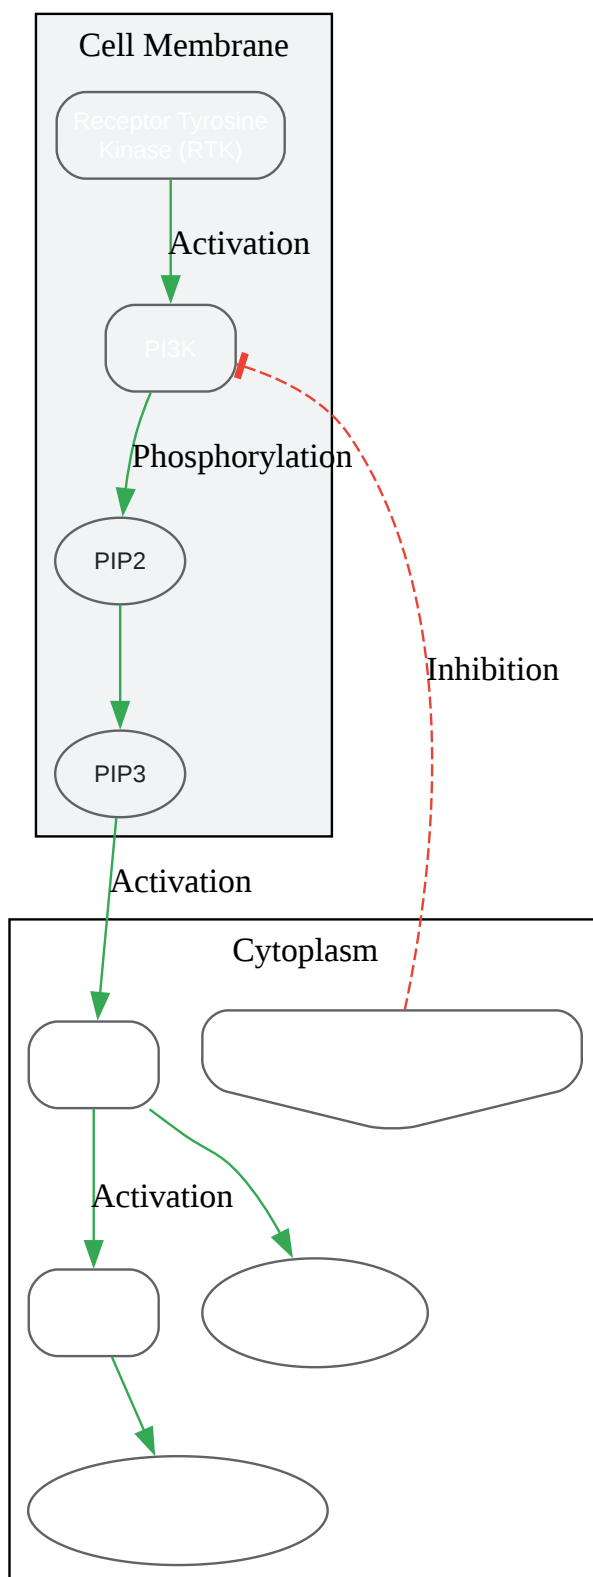 Cell Membrane
Receptor Tyrosine
Kinase (RTK)
Activation
PI3K
Phosphorylation
PIP2
Inhibition
PIP3
Activation
Cytoplasm
Activation